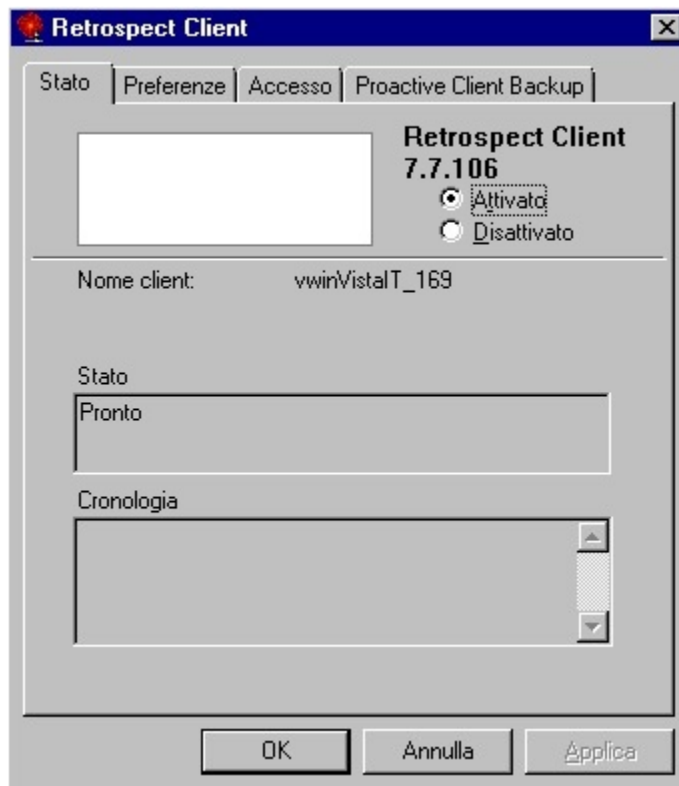 Retrospect Client
Stato Preferenze Accesso Proactive Client Backup
Retrospect Client
7.7.106
Attivato
Disattivato
Nome client: vwinVistaIT_169
Stato
Pronto
Cronologia
OK Annulla Applica